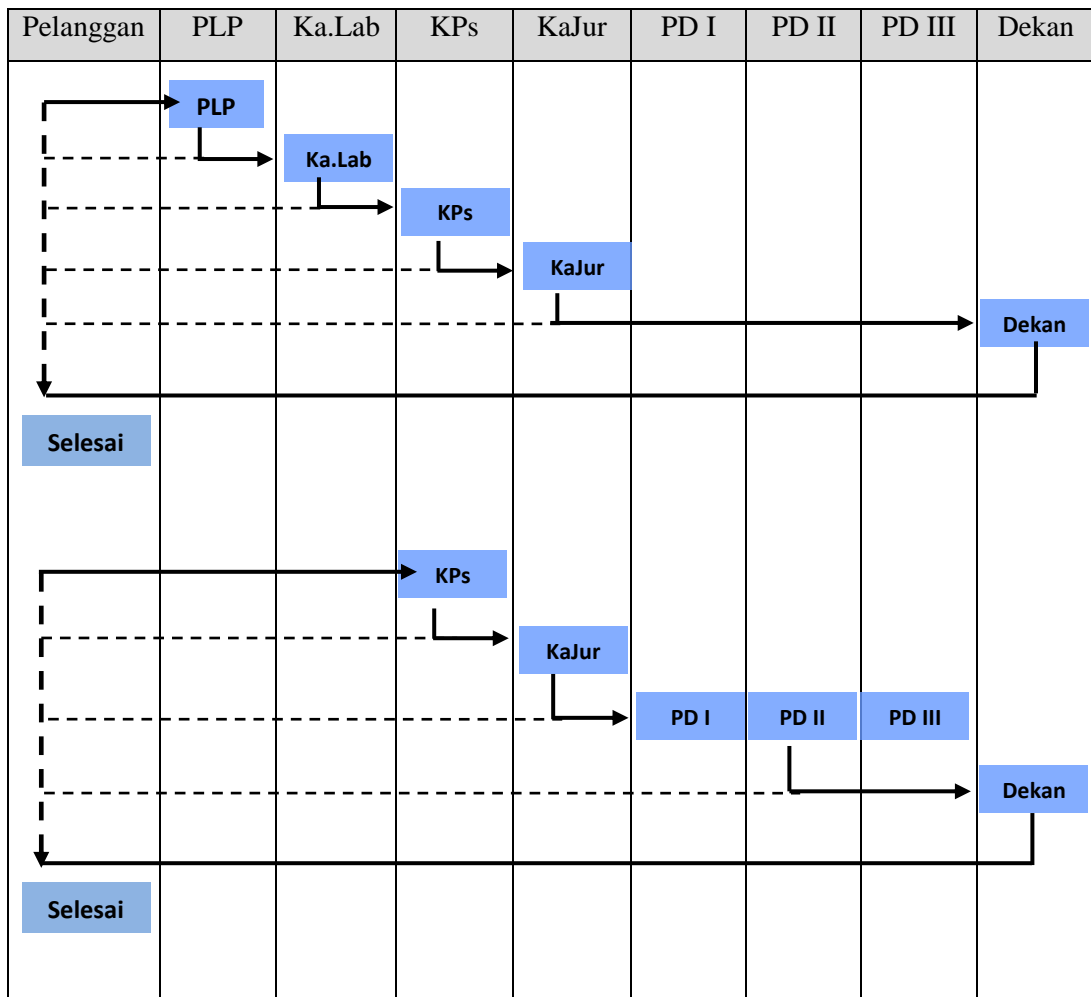 Pelanggan PLP Ka.Lab KPs KaJur PD I PD II PD III Dekan
PLP
Ka.Lab
KPs
KaJur
Dekan
Selesai
KPs
KaJur
PD I PD II PD III
Dekan
Selesai